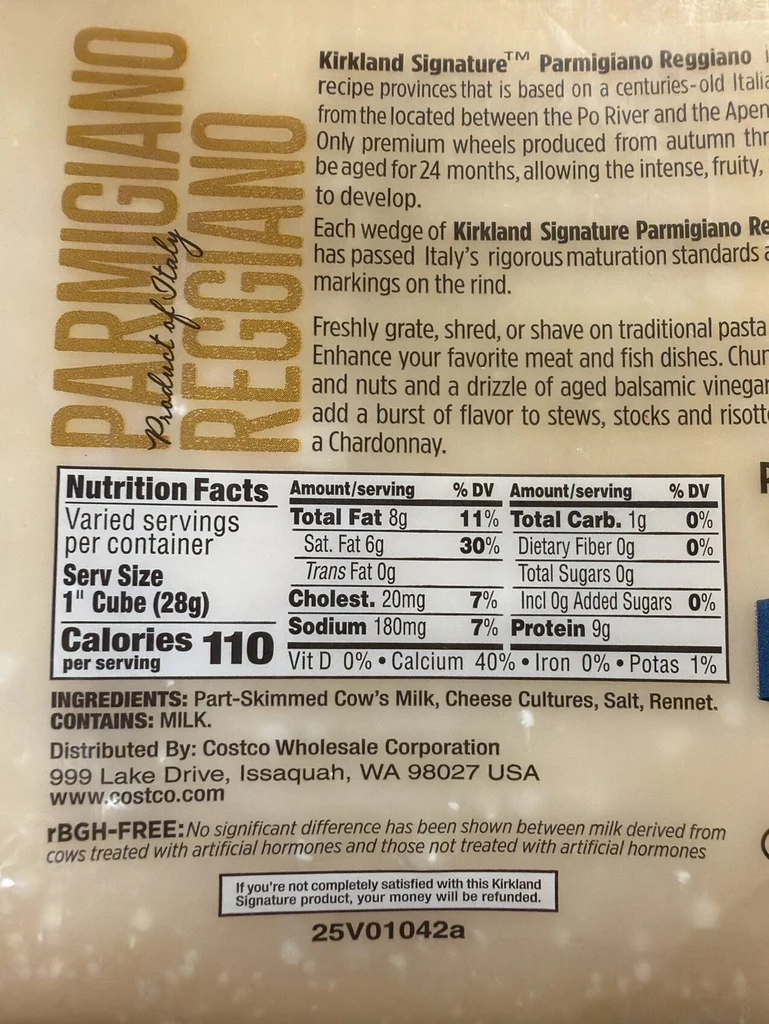 PARMIGIANO
REGGIANO
Product of Italy
Kirkland Signature™ Parmigiano Reggiano
recipe provinces that is based on a centuries-old
from the located between the Po River and the
Only premium wheels produced from autumn
be aged for 24 months, allowing the intense, fruity,
to develop.
Each wedge of Kirkland Signature Parmigiano
has passed Italy's rigorous maturation standards
markings on the rind.
Freshly grate, shred, or shave on traditional pasta
Enhance your favorite meat and fish dishes.
and nuts and a drizzle of aged balsamic vinegar
add a burst of flavor to stews, stocks and
a Chardonnay.
Nutrition Facts
Varied servings
per container
Serv Size
1" Cube (28g)
Calories 110
per serving
Amount/serving % DV Amount/serving % DV
Total Fat 8g 11% Total Carb. 1g 0%
Sat. Fat 6g 30% Dietary Fiber 0g 0%
Trans Fat 0g Total Sugars 0g
Cholest. 20mg 7% Incl 0g Added Sugars 0%
Sodium 180mg 7% Protein 9g
Vit D 0% • Calcium 40% • Iron 0% • Potas 1%
INGREDIENTS: Part-Skimmed Cow's Milk, Cheese Cultures, Salt, Rennet.
CONTAINS: MILK.
Distributed By: Costco Wholesale Corporation
999 Lake Drive, Issaquah, WA 98027 USA
www.costco.com
rBGH-FREE: No significant difference has been shown between milk derived from
cows treated with artificial hormones and those not treated with artificial hormones
If you're not completely satisfied with this Kirkland
Signature product, your money will be refunded.
25V01042a